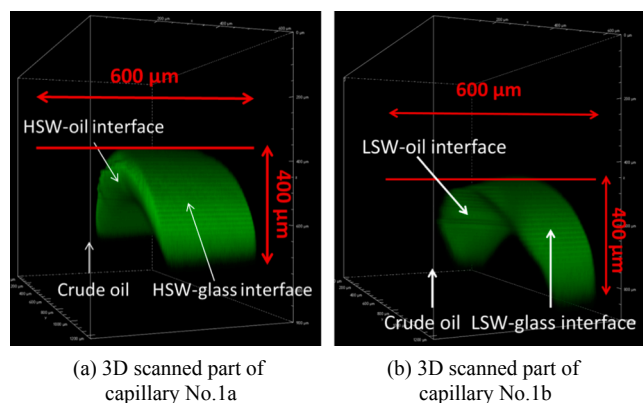 600 µm
HSW-oil interface
400 µm
Crude oil
HSW-glass interface
(a) 3D scanned part of
capillary No.1a
600 µm
LSW-oil interface
400 µm
Crude oil
LSW-glass interface
(b) 3D scanned part of
capillary No.1b